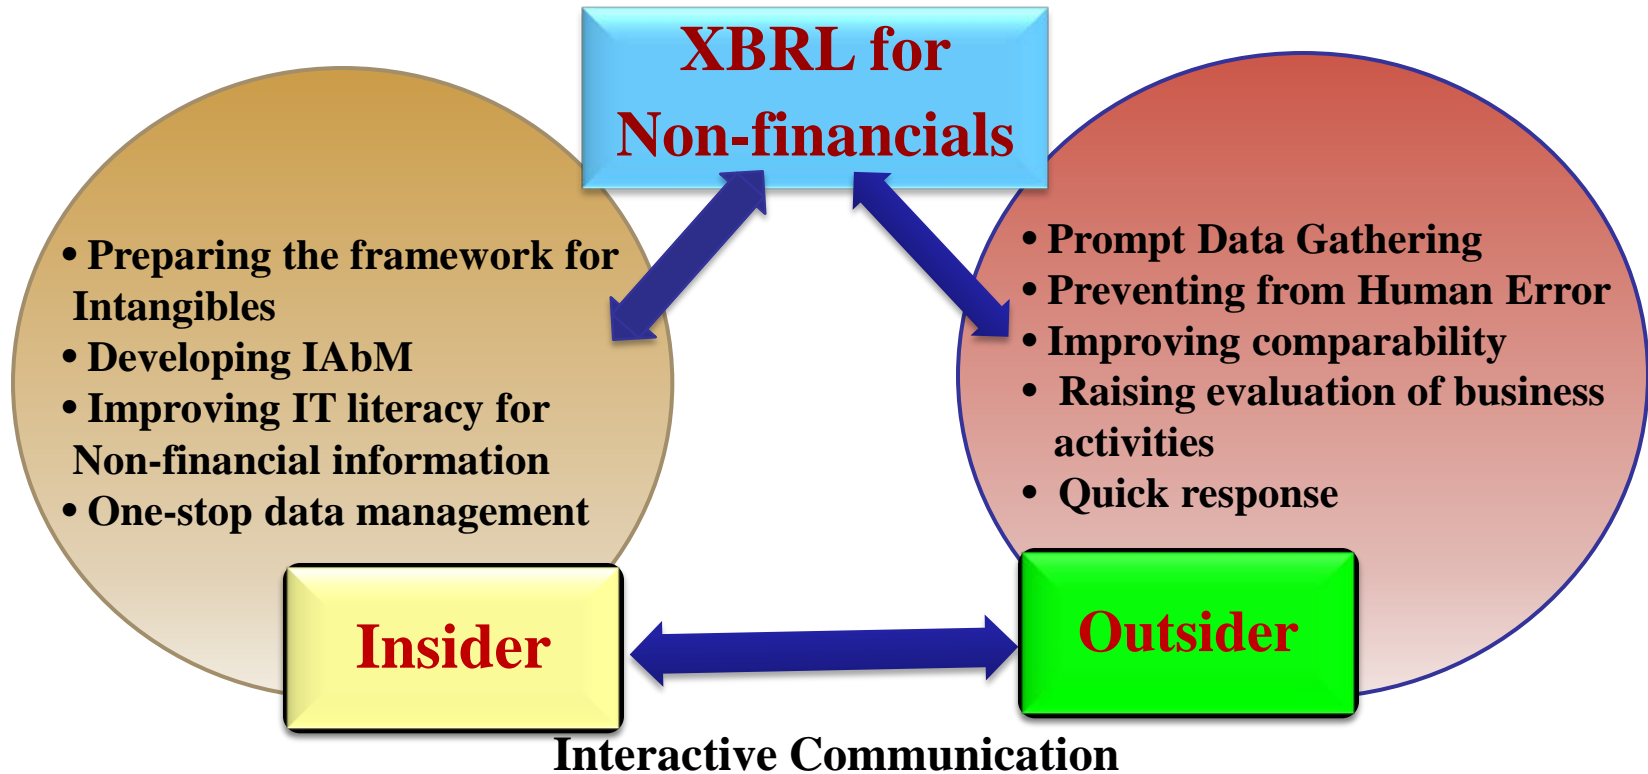 XBRL for
Non-financials
• Preparing the framework for
Intangibles
• Developing IAbM
• Improving IT literacy for
Non-financial information
• One-stop data management
• Prompt Data Gathering
• Preventing from Human Error
• Improving comparability
• Raising evaluation of business
activities
• Quick response
Insider
Outsider
Interactive Communication